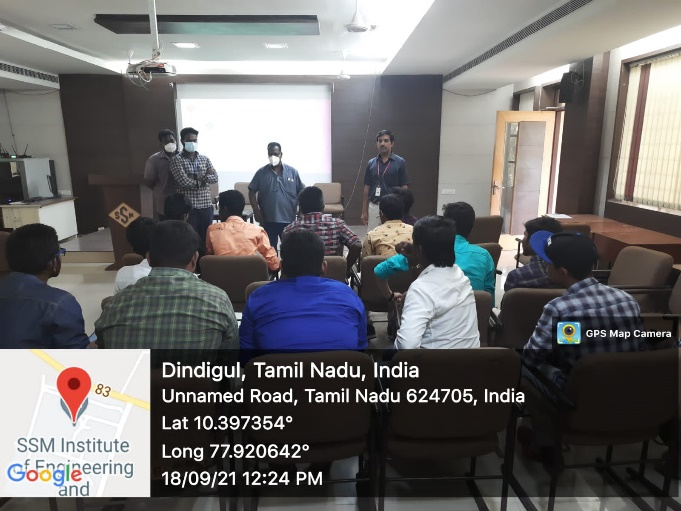 GPS Map Camera
83
SSM Institute
of Engineering
and
Google
Dindigul, Tamil Nadu, India
Unnamed Road, Tamil Nadu 624705, India
Lat 10.397354°
Long 77.920642°
18/09/21 12:24 PM